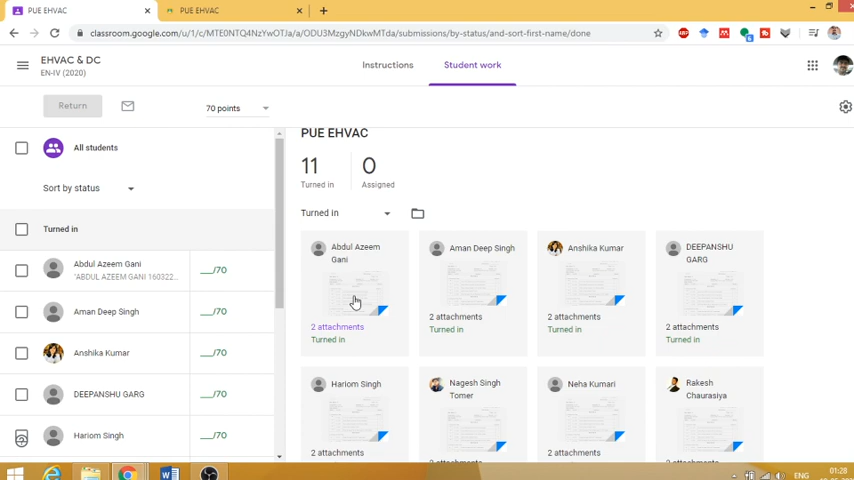 PUE EHVAC
PUE EHVAC
classroom.google.com/u/1/c/MTE0NTQ4NzYwOTJa/a/ODU3MzgyNDkwMTda/submissions/by-status/and-sort-first-name/done
EHVAC & DC
EN-IV (2020)
Instructions
Student work
Return
70 points
All students
Sort by status
Turned in
Abdul Azeem Gani
"ABDUL AZEEM GANI 160322...
__/70
Aman Deep Singh
__/70
Anshika Kumar
__/70
DEEPANSHU GARG
__/70
Hariom Singh
__/70
PUE EHVAC
11
0
Turned in
Assigned
Turned in
Abdul Azeem
Gani
2 attachments
Turned in
Aman Deep Singh
2 attachments
Turned in
Anshika Kumar
2 attachments
Turned in
DEEPANSHU
GARG
2 attachments
Turned in
Hariom Singh
2 attachments
Nagesh Singh
Tomer
Neha Kumari
2 attachments
Rakesh
Chaurasiya
ENG
01:28